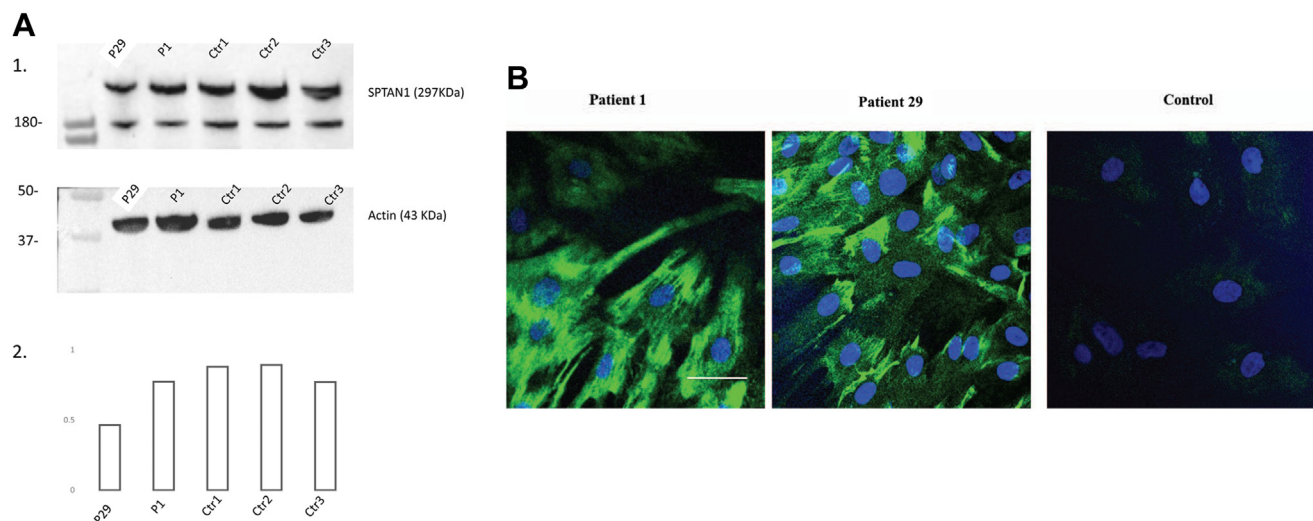 A
1.
P29 P1 Ctr1 Ctr2 Ctr3
SPTAN1 (297KDa)
180-
50-
P29 P1 Ctr1 Ctr2 Ctr3
Actin (43 KDa)
37-
2.
1
0.5
0
P29 P1 Ctr1 Ctr2 Ctr3
B
Patient 1 Patient 29 Control